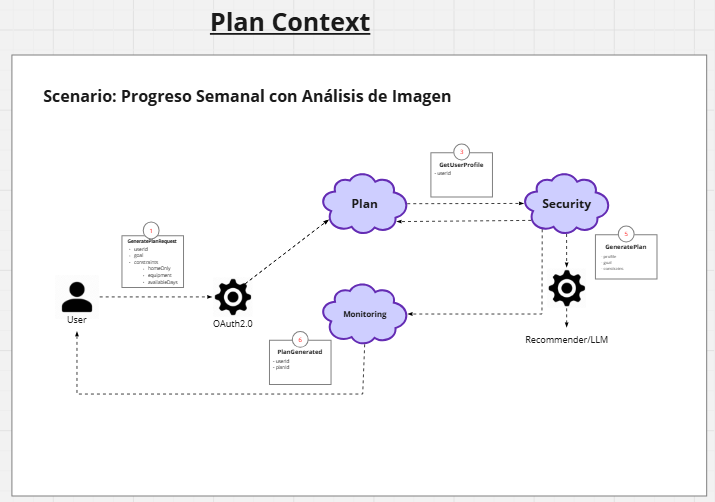 Plan Context
Scenario: Progreso Semanal con Análisis de Imagen
3
GetUserProfile
- userId
Plan
Security
1
GeneratePlanRequest
- userId
- goal
- constraints
homeOnly
equipment
availableDays
5
GeneratePlan
profile
goal
constraints
User
OAuth2.0
Monitoring
Recommender/LLM
6
PlanGenerated
- userId
- planId